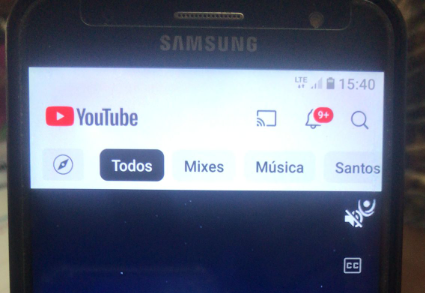 SAMSUNG
LTE 15:40
YouTube 9+
Todos Mixes Música Santos
CC